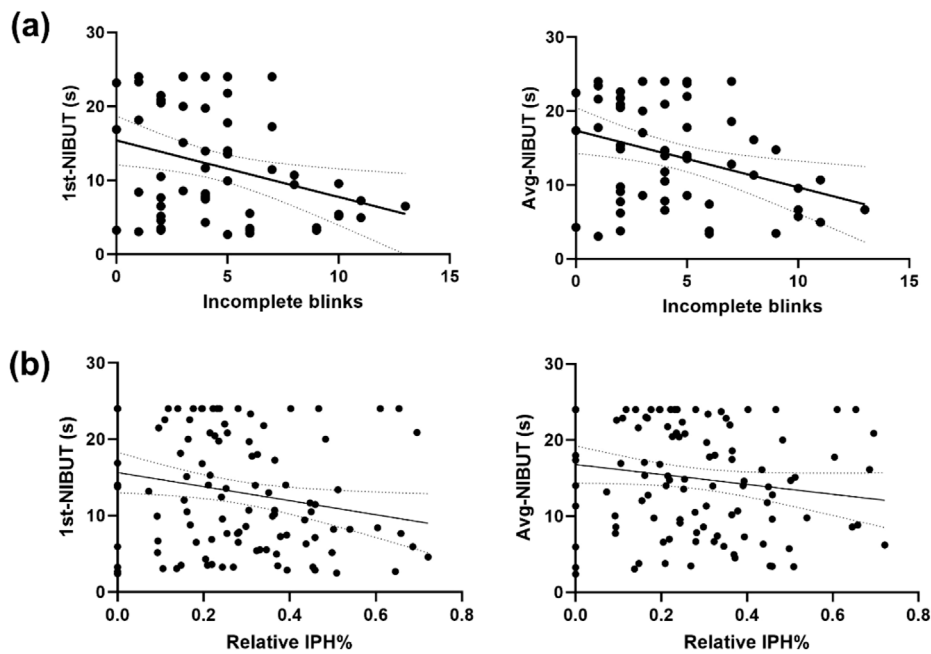 (a)
30
20
10
0
1st-NIBUT (s)
0 5 10 15
Incomplete blinks
30
20
10
0
Avg-NIBUT (s)
0 5 10 15
Incomplete blinks
(b)
30
20
10
0
1st-NIBUT (s)
0.0 0.2 0.4 0.6 0.8
Relative IPH%
30
20
10
0
Avg-NIBUT (s)
0.0 0.2 0.4 0.6 0.8
Relative IPH%